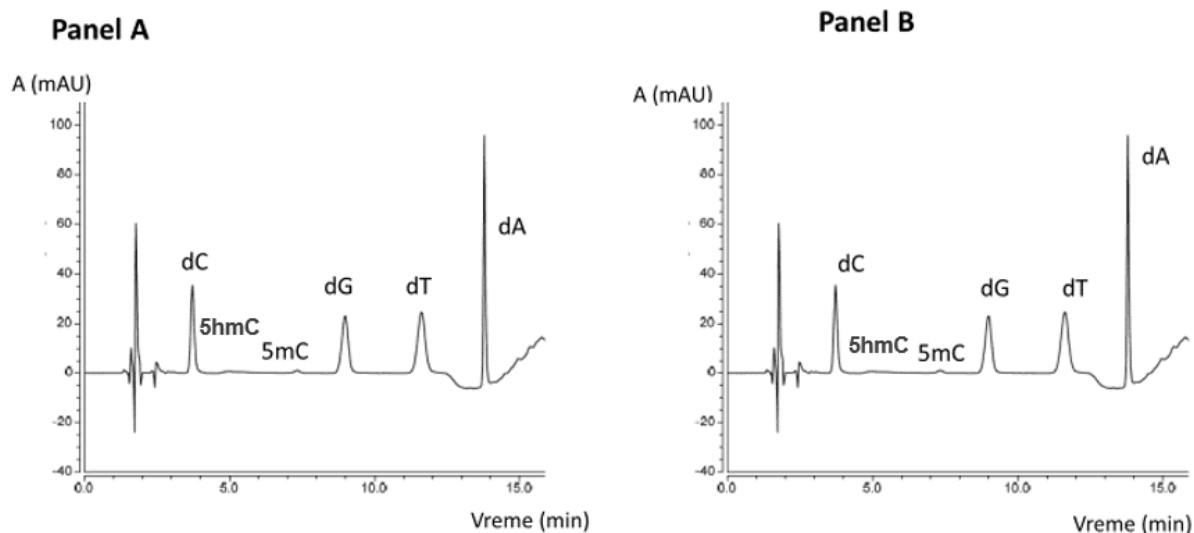 Panel A
A (mAU)
100
80
60
40
20
0
-20
-40
dC
5hmC
5mC
dG
dT
dA
0.0
5.0
10.0
15.0
Vreme (min)
Panel B
A (mAU)
100
80
60
40
20
0
-20
-40
dC
5hmC
5mC
dG
dT
dA
0.0
5.0
10.0
15.0
Vreme (min)